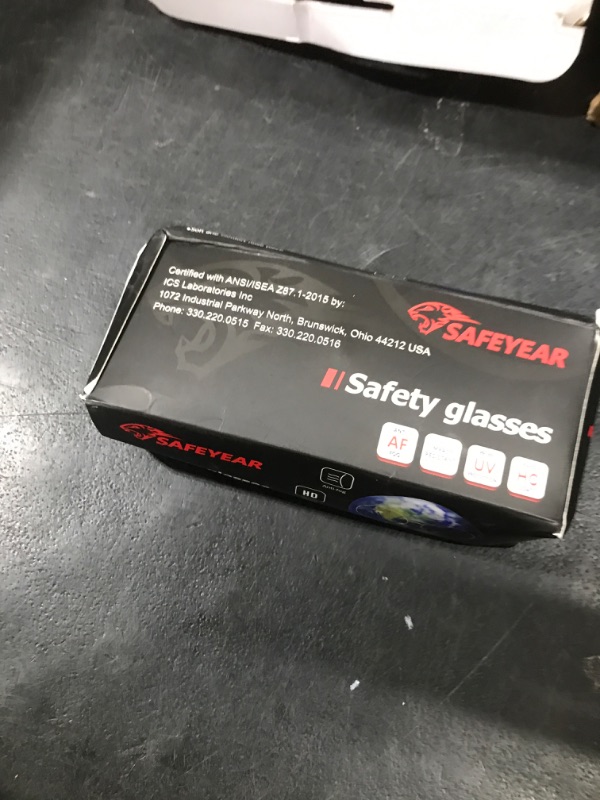 Certified with ANSI/ISEA Z87.1-2015 by:
ICS Laboratories Inc
1072 Industrial Parkway North, Brunswick, Ohio 44212 USA
Phone: 330.220.0515 Fax: 330.220.0516
SAFEYEAR
Safety glasses
AF
UV
HC
SAFEYEAR
HD